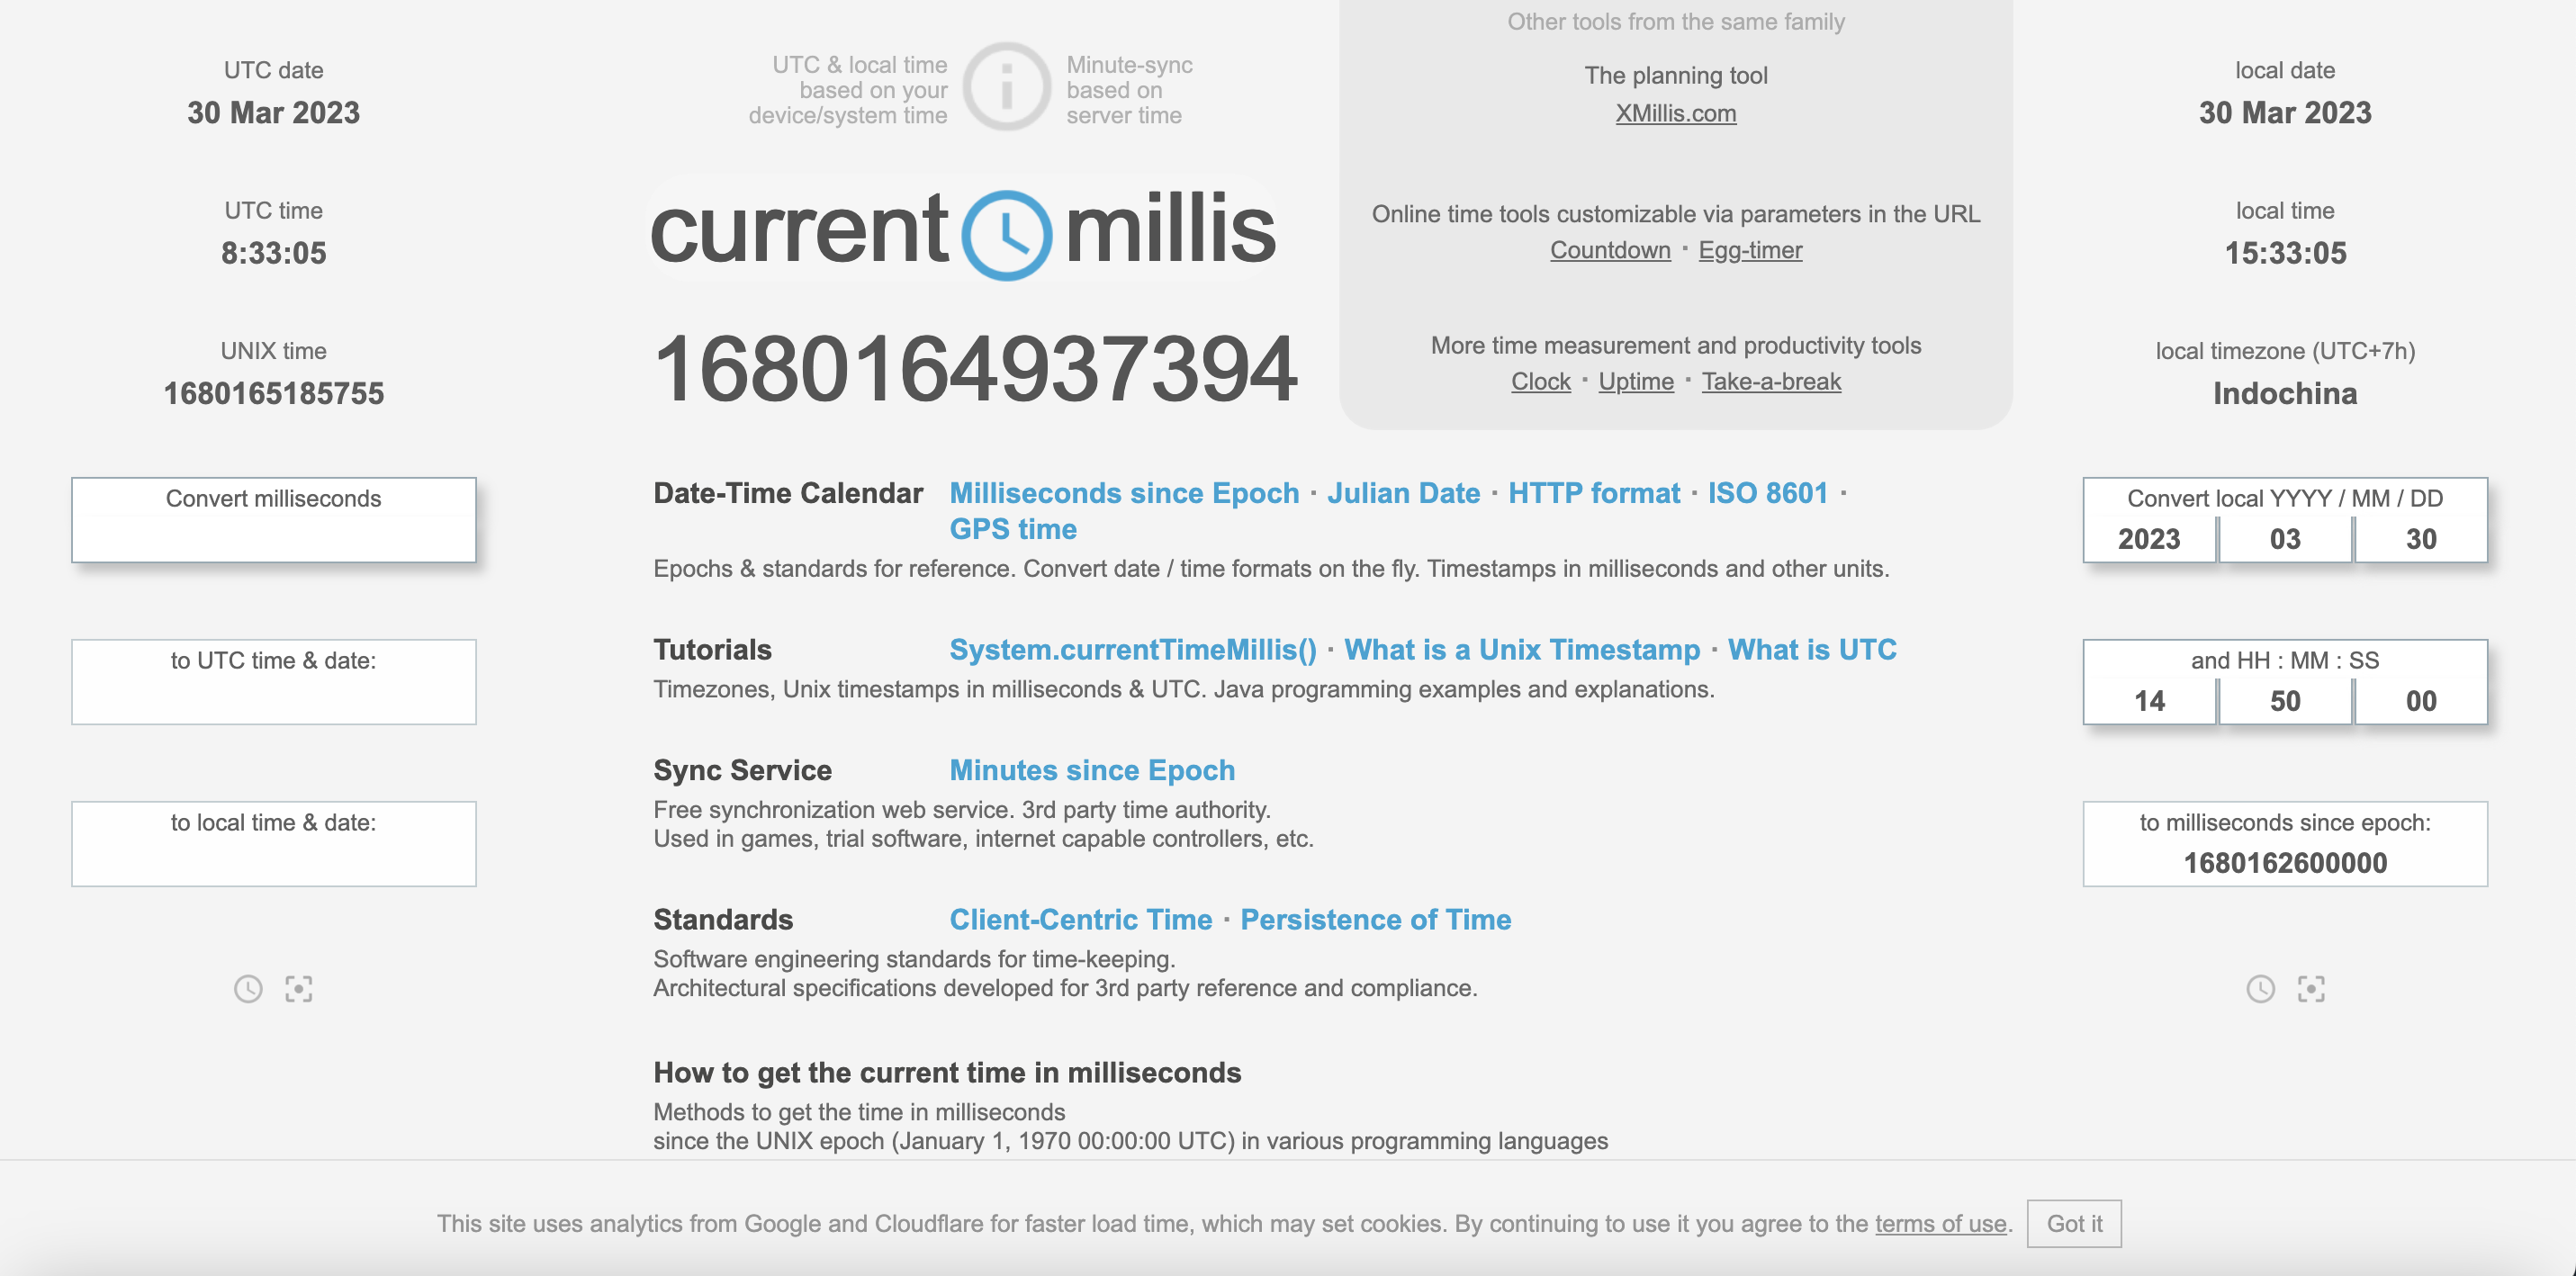 UTC date
30 Mar 2023
UTC time
8:33:05
UNIX time
1680165185755
Convert milliseconds
to UTC time & date:
to local time & date:
UTC & local time
based on your
device/system time
Minute-sync
based on
server time
current millis
1680164937394
Other tools from the same family
The planning tool
XMillis.com
Online time tools customizable via parameters in the URL
Countdown · Egg-timer
More time measurement and productivity tools
Clock · Uptime · Take-a-break
Date-Time Calendar Milliseconds since Epoch · Julian Date · HTTP format · ISO 8601 ·
GPS time
Epochs & standards for reference. Convert date / time formats on the fly. Timestamps in milliseconds and other units.
Tutorials System.currentTimeMillis() · What is a Unix Timestamp · What is UTC
Timezones, Unix timestamps in milliseconds & UTC. Java programming examples and explanations.
Sync Service Minutes since Epoch
Free synchronization web service. 3rd party time authority.
Used in games, trial software, internet capable controllers, etc.
Standards Client-Centric Time · Persistence of Time
Software engineering standards for time-keeping.
Architectural specifications developed for 3rd party reference and compliance.
How to get the current time in milliseconds
Methods to get the time in milliseconds
since the UNIX epoch (January 1, 1970 00:00:00 UTC) in various programming languages
local date
30 Mar 2023
local time
15:33:05
local timezone (UTC+7h)
Indochina
Convert local YYYY / MM / DD
2023 03 30
and HH : MM : SS
14 50 00
to milliseconds since epoch:
1680162600000
This site uses analytics from Google and Cloudflare for faster load time, which may set cookies. By continuing to use it you agree to the terms of use. Got it